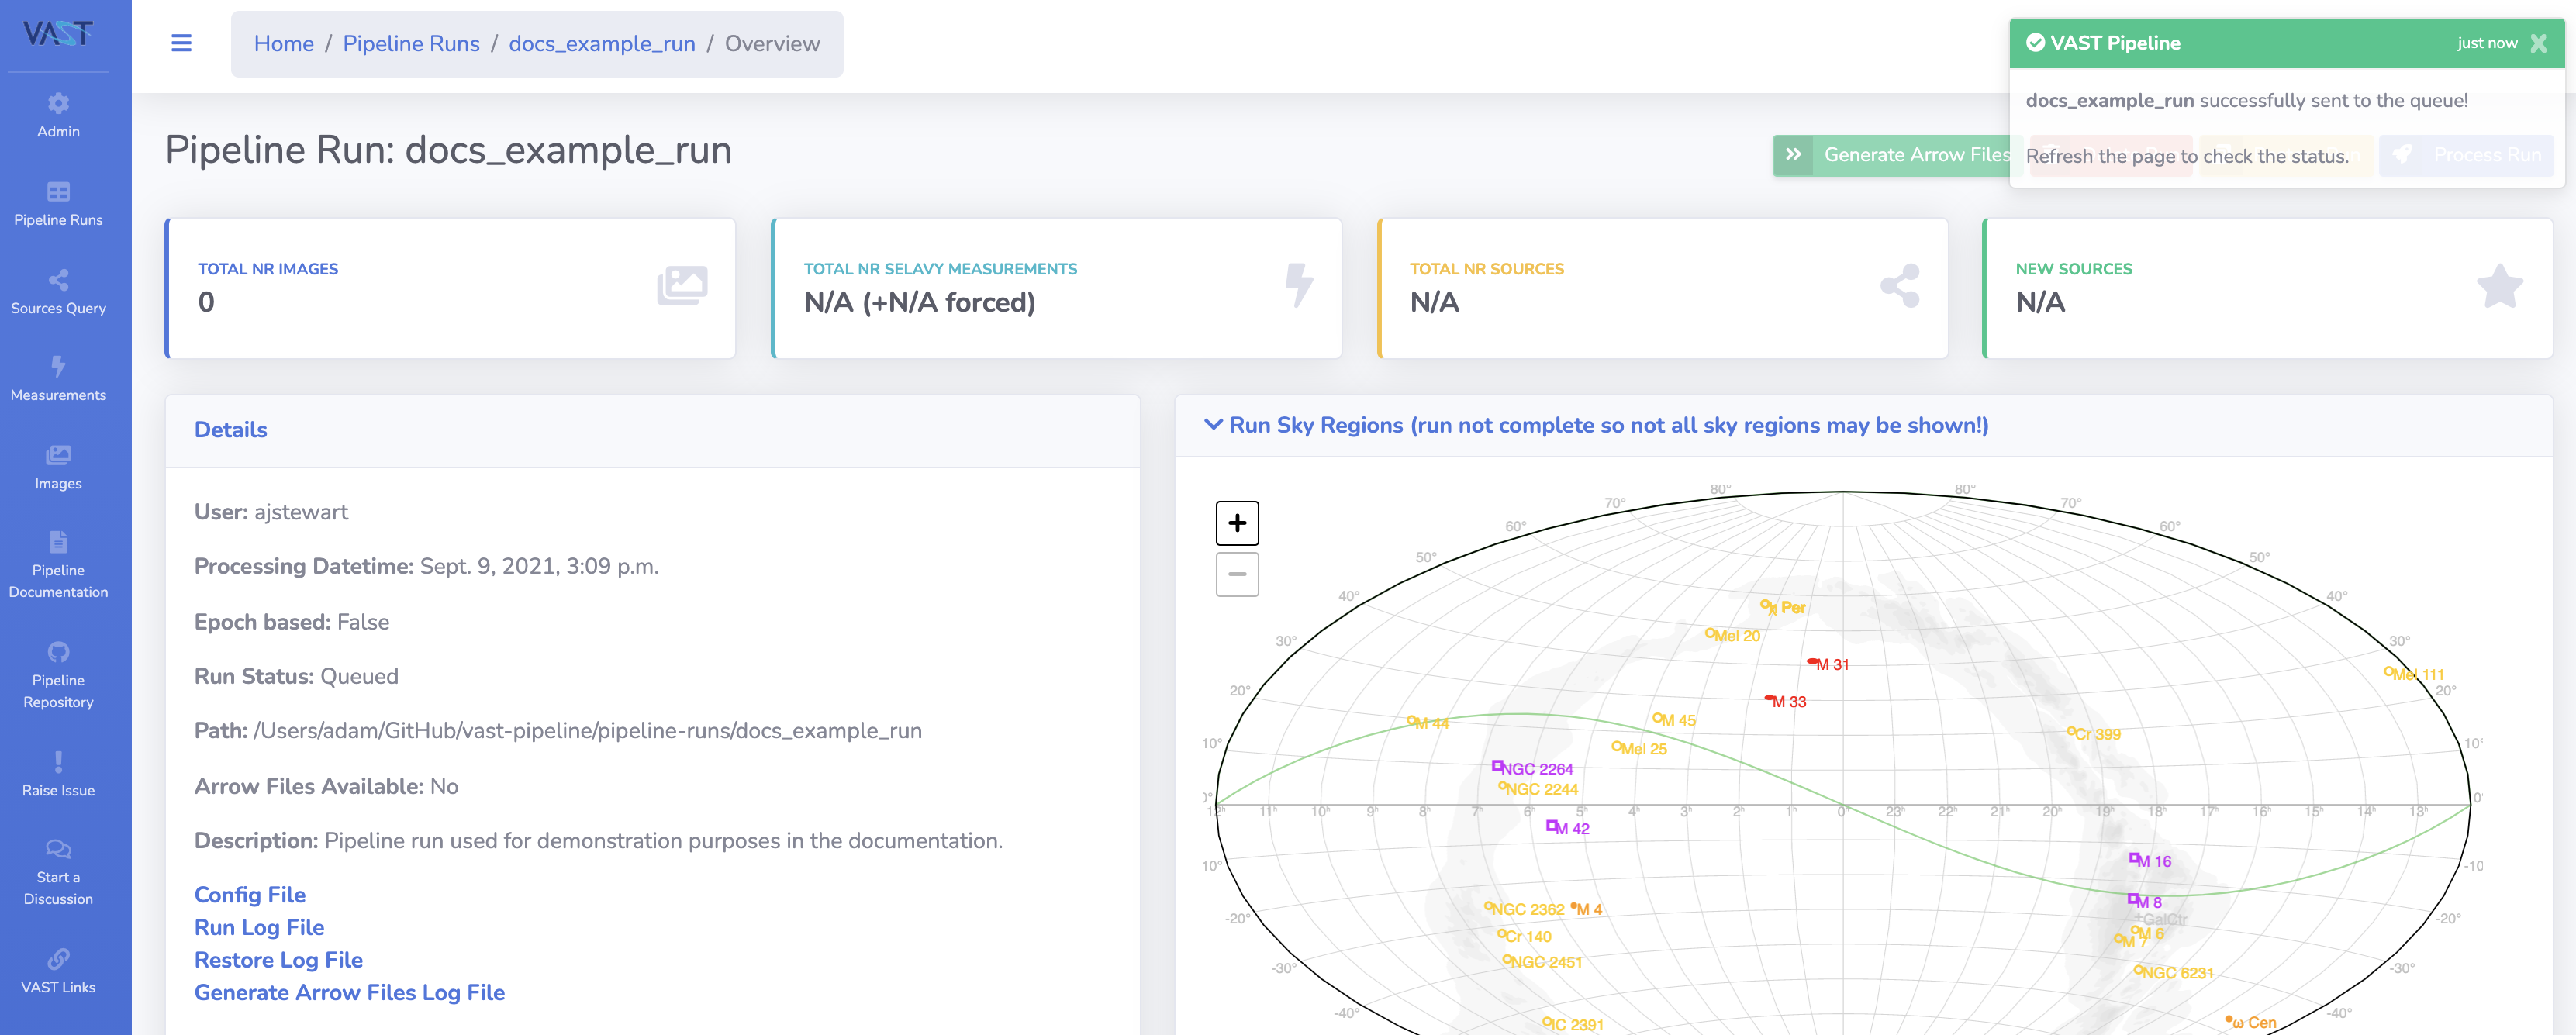 VAST
Home / Pipeline Runs / docs_example_run / Overview
VAST Pipeline
just now
docs_example_run successfully sent to the queue!
Refresh the page to check the status.
Admin
Pipeline Runs
Sources Query
Measurements
Images
Pipeline
Documentation
Pipeline
Repository
Raise Issue
Start a
Discussion
VAST Links
Pipeline Run: docs_example_run
Generate Arrow Files
Process Run
TOTAL NR IMAGES
0
TOTAL NR SELAVY MEASUREMENTS
N/A (+N/A forced)
TOTAL NR SOURCES
N/A
NEW SOURCES
N/A
Details
User: ajstewart
Processing Datetime: Sept. 9, 2021, 3:09 p.m.
Epoch based: False
Run Status: Queued
Path: /Users/adam/GitHub/vast-pipeline/pipeline-runs/docs_example_run
Arrow Files Available: No
Description: Pipeline run used for demonstration purposes in the documentation.
Config File
Run Log File
Restore Log File
Generate Arrow Files Log File
Run Sky Regions (run not complete so not all sky regions may be shown!)
+
−
80° 80°
70° 70°
60° 60°
50° 50°
40° 40°
χ Per
Mel 20
30° 30°
M 31
Mel 111
20° 20°
M 33
M 44 M 45
Cr 399
10° 10°
Mel 25
NGC 2264
NGC 2244
0° 0°
12h 11h 10h 9h 8h 7h 6h 5h 4h 3h 2h 1h 0h 23h 22h 21h 20h 19h 18h 17h 16h 15h 14h 13h
M 42
M 16
10° -10
M 8
NGC 2362 M 4
GalCtr
-20° -20°
M 6
Cr 140
M 7
NGC 2451
-30° -30°
NGC 6231
-40° -40°
IC 2391
ω Cen